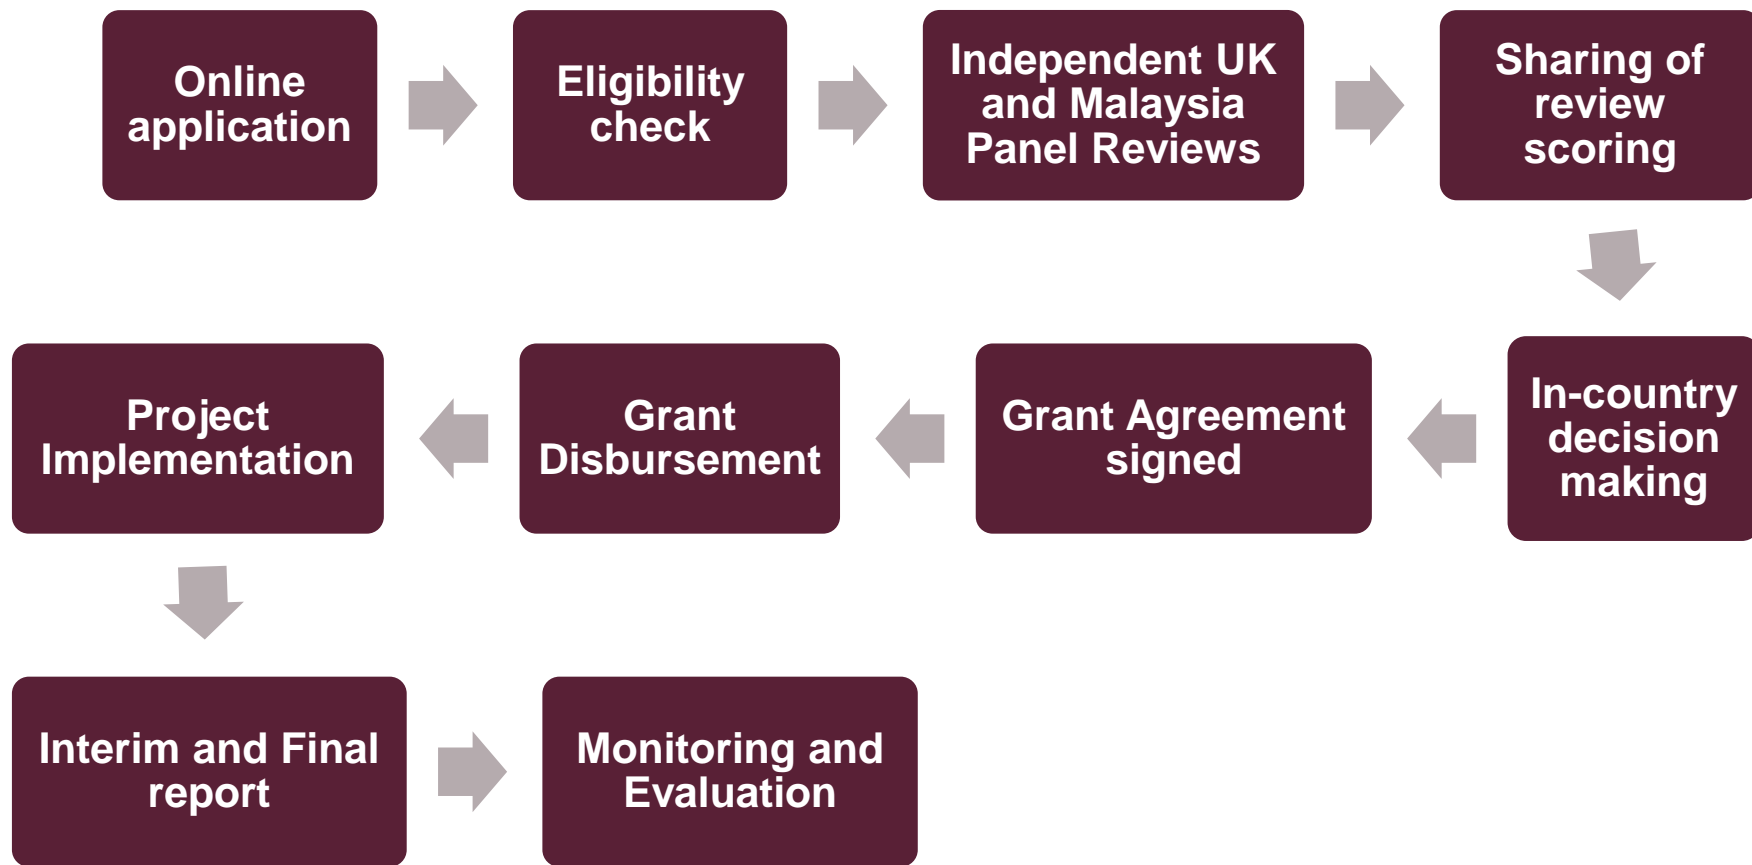 Online
application
Eligibility
check
Independent UK
and Malaysia
Panel Reviews
Sharing of
review
scoring
In-country
decision
making
Grant Agreement
signed
Grant
Disbursement
Project
Implementation
Interim and Final
report
Monitoring and
Evaluation